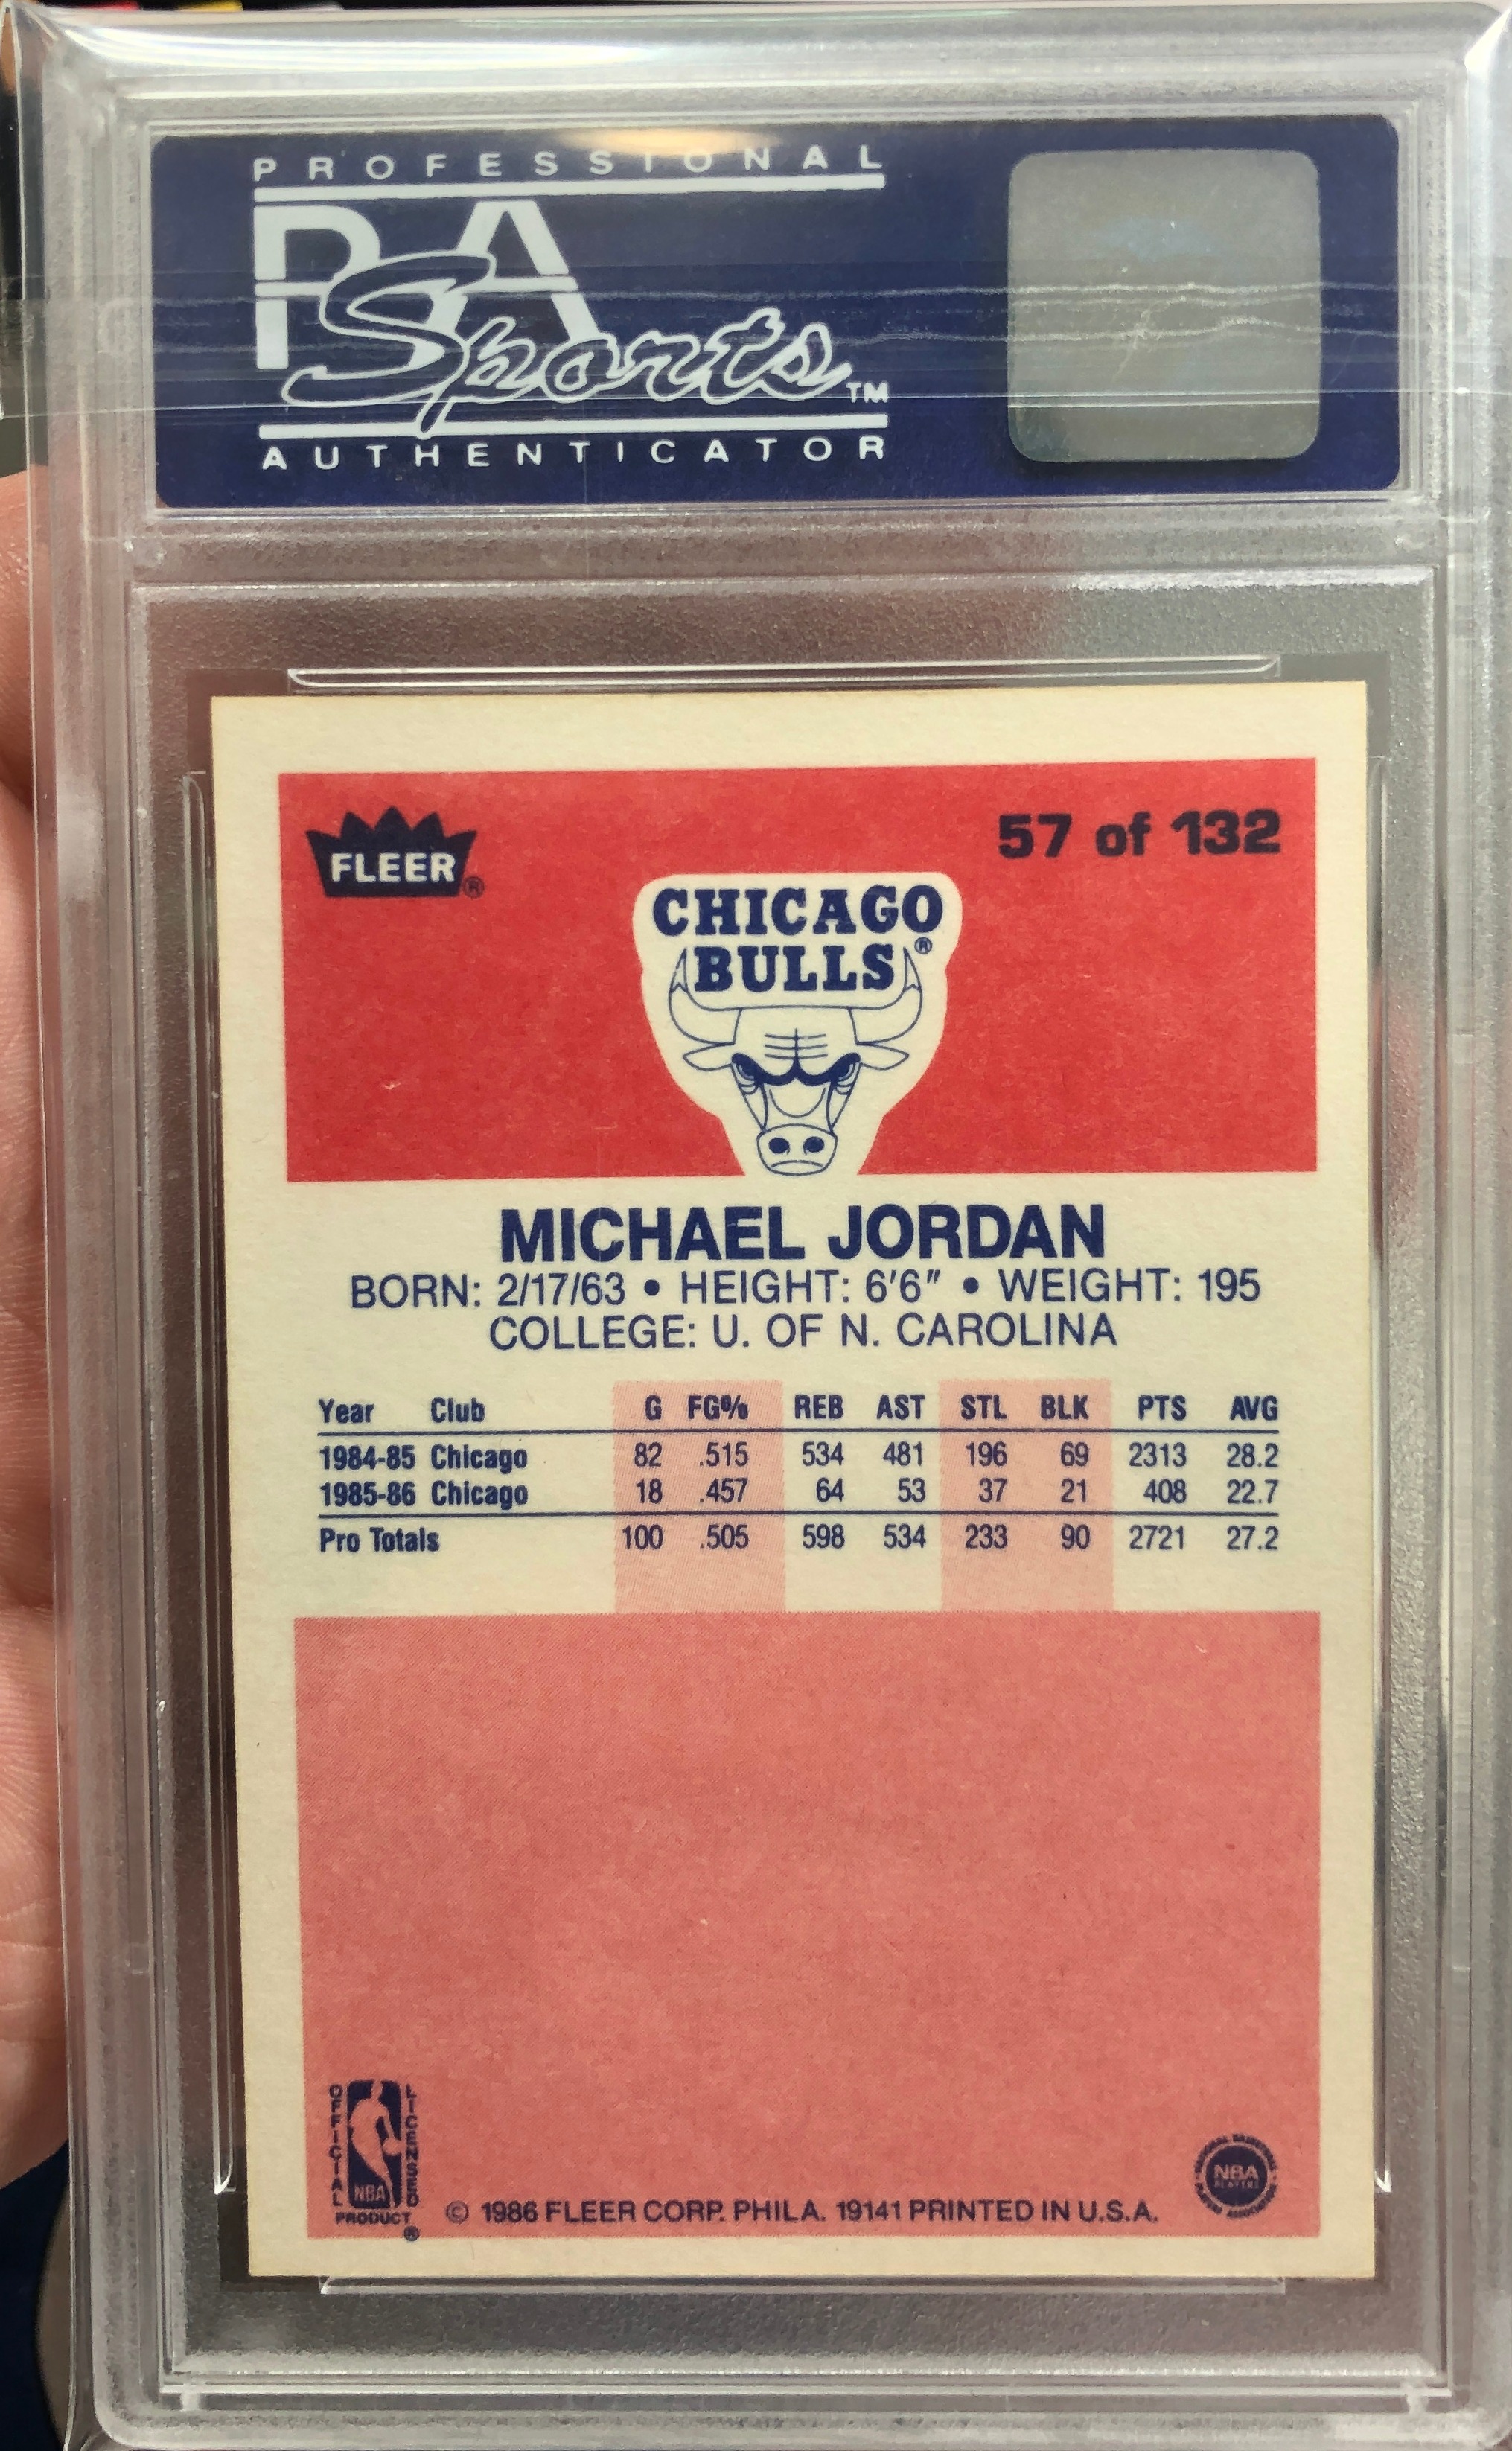 PROFESSIONAL
PSA
Sports™
AUTHENTICATOR
FLEER®
57 of 132
CHICAGO
BULLS®
MICHAEL JORDAN
BORN: 2/17/63 • HEIGHT: 6'6" • WEIGHT: 195
COLLEGE: U. OF N. CAROLINA
Year Club G FG% REB AST STL BLK PTS AVG
1984-85 Chicago 82 .515 534 481 196 69 2313 28.2
1985-86 Chicago 18 .457 64 53 37 21 408 22.7
Pro Totals 100 .505 598 534 233 90 2721 27.2
OFFICIAL
LICENSED
NBA
PRODUCT®
© 1986 FLEER CORP. PHILA. 19141 PRINTED IN U.S.A.
NBA
PLAYERS